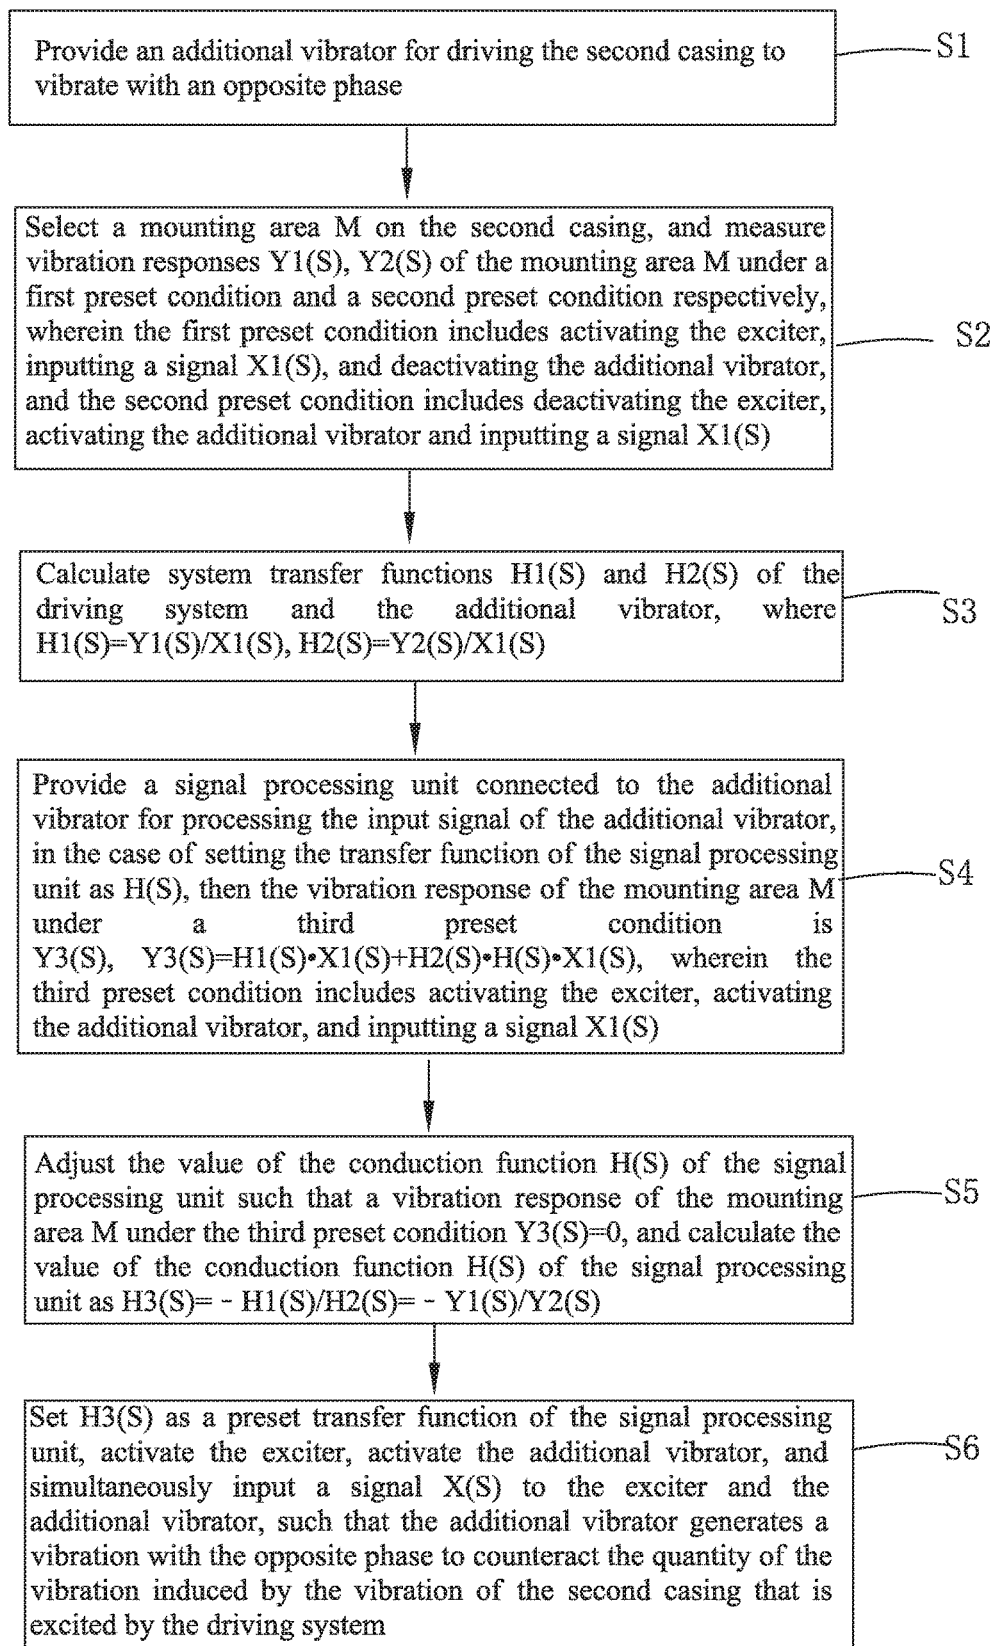 Provide an additional vibrator for driving the second casing to
vibrate with an opposite phase
S1
Select a mounting area M on the second casing, and measure
vibration responses Y1(S), Y2(S) of the mounting area M under a
first preset condition and a second preset condition respectively,
wherein the first preset condition includes activating the exciter,
inputting a signal X1(S), and deactivating the additional vibrator,
and the second preset condition includes deactivating the exciter,
activating the additional vibrator and inputting a signal X1(S)
S2
Calculate system transfer functions H1(S) and H2(S) of the
driving system and the additional vibrator, where
H1(S)=Y1(S)/X1(S), H2(S)=Y2(S)/X1(S)
S3
Provide a signal processing unit connected to the additional
vibrator for processing the input signal of the additional vibrator,
in the case of setting the transfer function of the signal processing
unit as H(S), then the vibration response of the mounting area M
under a third preset condition is
Y3(S), Y3(S)=H1(S)•X1(S)+H2(S)•H(S)•X1(S), wherein the
third preset condition includes activating the exciter, activating
the additional vibrator, and inputting a signal X1(S)
S4
Adjust the value of the conduction function H(S) of the signal
processing unit such that a vibration response of the mounting
area M under the third preset condition Y3(S)=0, and calculate the
value of the conduction function H(S) of the signal processing
unit as H3(S)= - H1(S)/H2(S)= - Y1(S)/Y2(S)
S5
Set H3(S) as a preset transfer function of the signal processing
unit, activate the exciter, activate the additional vibrator, and
simultaneously input a signal X(S) to the exciter and the
additional vibrator, such that the additional vibrator generates a
vibration with the opposite phase to counteract the quantity of the
vibration induced by the vibration of the second casing that is
excited by the driving system
S6